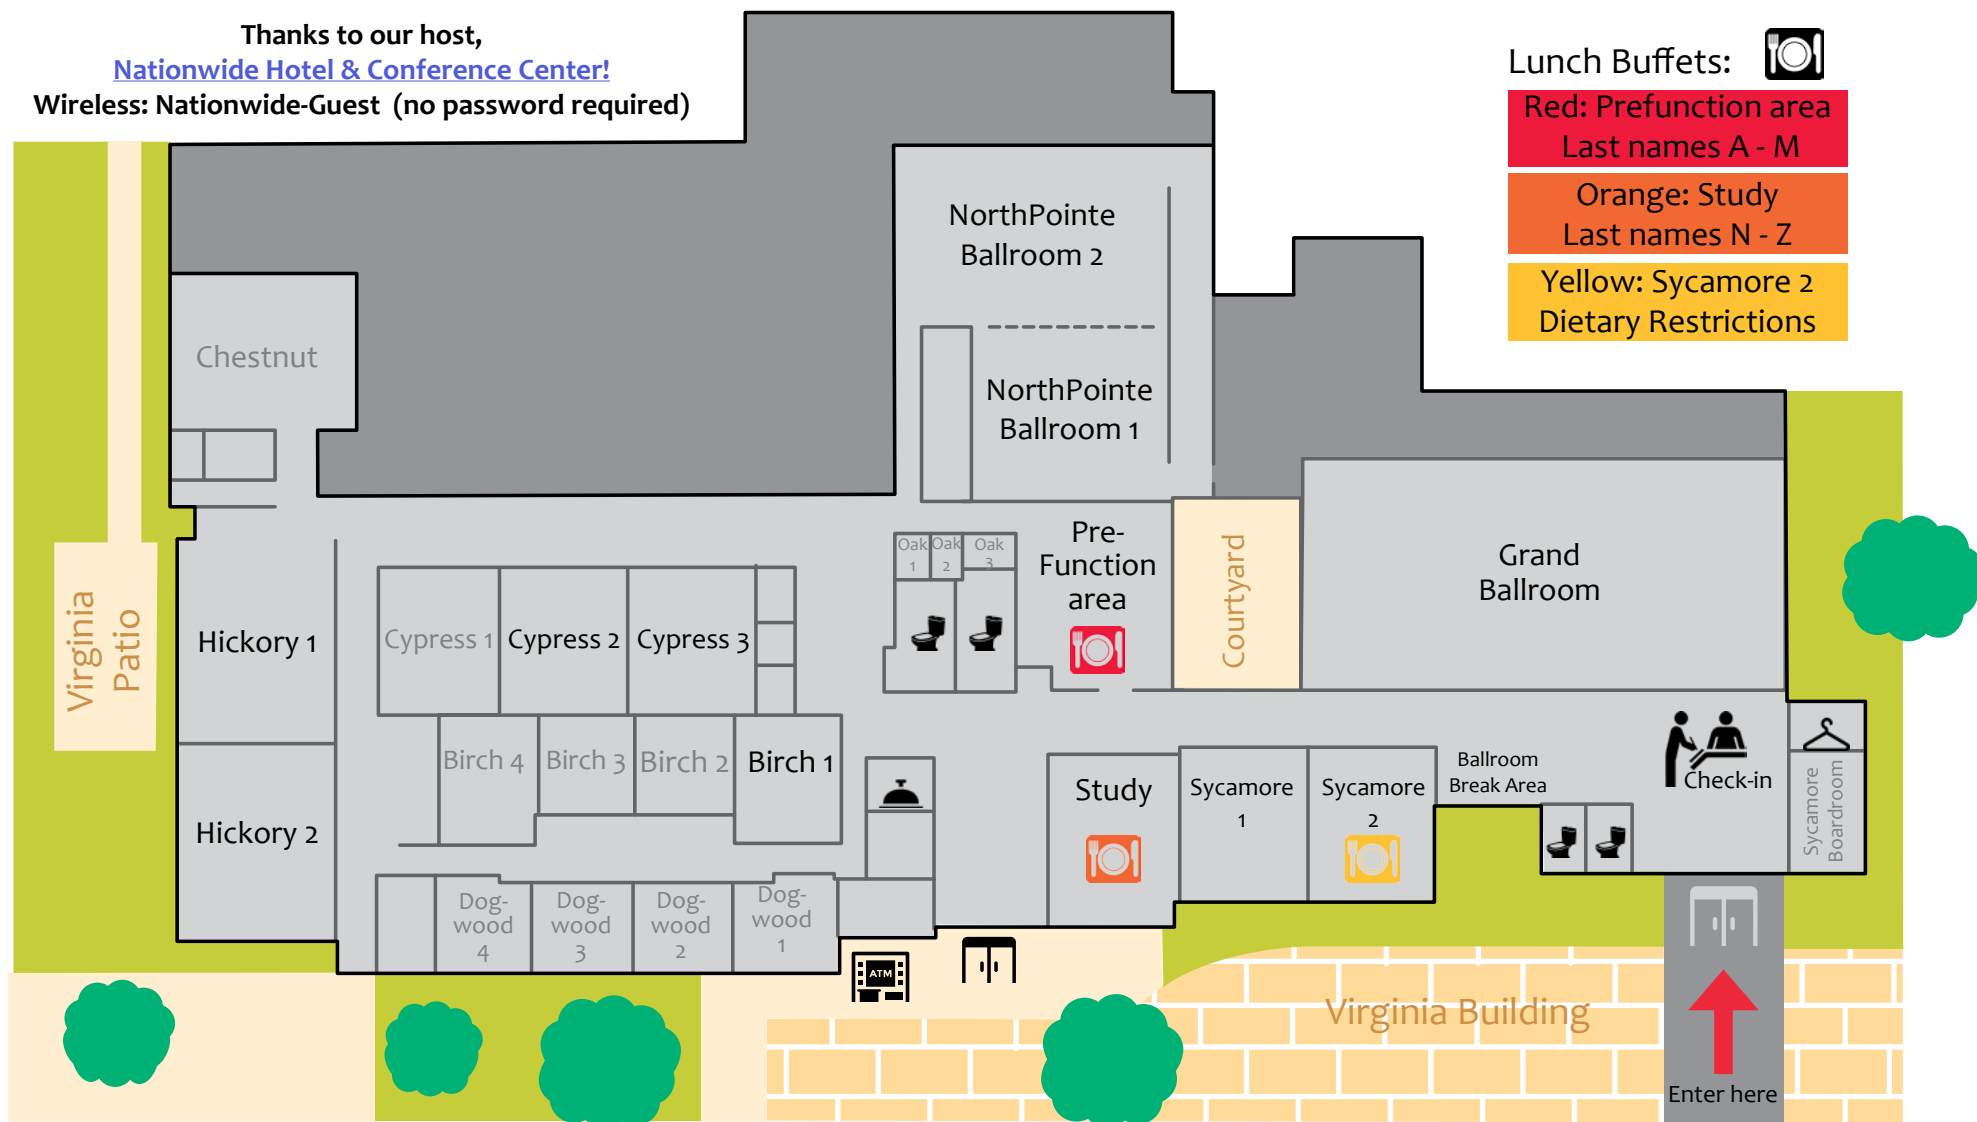 Thanks to our host,
Nationwide Hotel & Conference Center!
Wireless: Nationwide-Guest  (no password required)
Lunch Buffets:
Red: Prefunction area
Last names A - M
Orange: Study
Last names N - Z
Yellow: Sycamore 2
Dietary Restrictions
NorthPointe
Ballroom 2
NorthPointe
Ballroom 1
Chestnut
Virginia
Patio
Hickory 1
Hickory 2
Cypress 1
Cypress 2
Cypress 3
Birch 4
Birch 3
Birch 2
Birch 1
Dog-
wood
4
Dog-
wood
3
Dog-
wood
2
Dog-
wood
1
Oak
1
Oak
2
Oak
3
Pre-
Function
area
Courtyard
Grand
Ballroom
Study
Sycamore
1
Sycamore
2
Ballroom
Break Area
Check-in
Sycamore
Boardroom
ATM
Virginia Building
Enter here